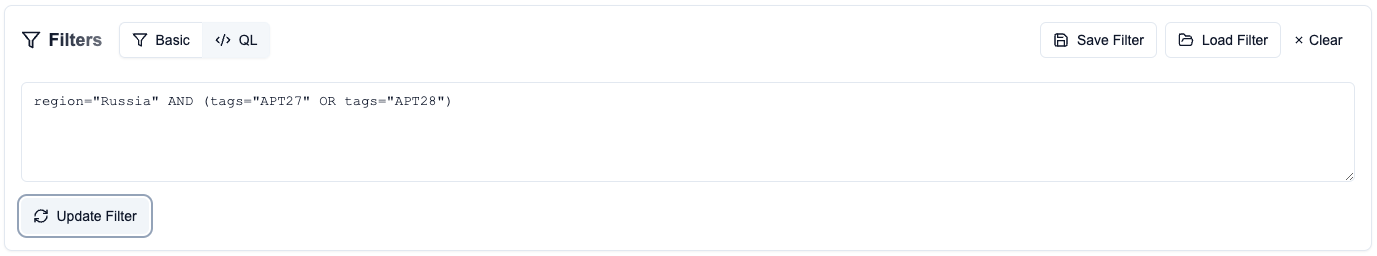 Filters Basic </> QL Save Filter Load Filter × Clear
region="Russia" AND (tags="APT27" OR tags="APT28")
Update Filter